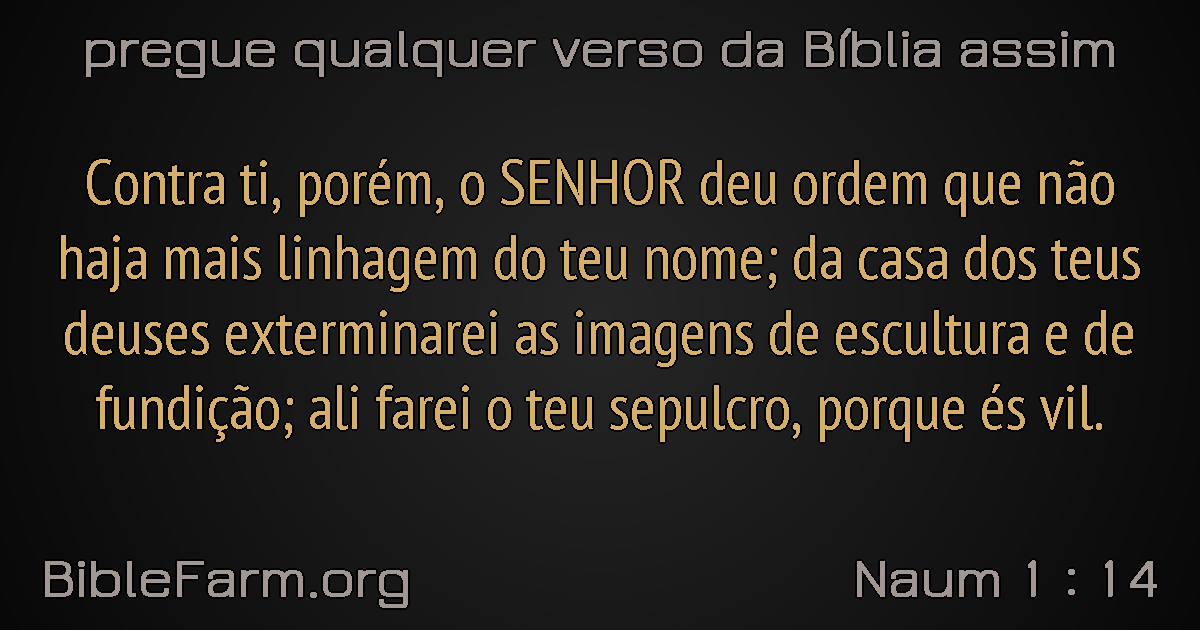 pregue qualquer verso da Bíblia assim
Contra ti, porém, o SENHOR deu ordem que não
haja mais linhagem do teu nome; da casa dos teus
deuses exterminarei as imagens de escultura e de
fundição; ali farei o teu sepulcro, porque és vil.
BibleFarm.org
Naum 1 : 14